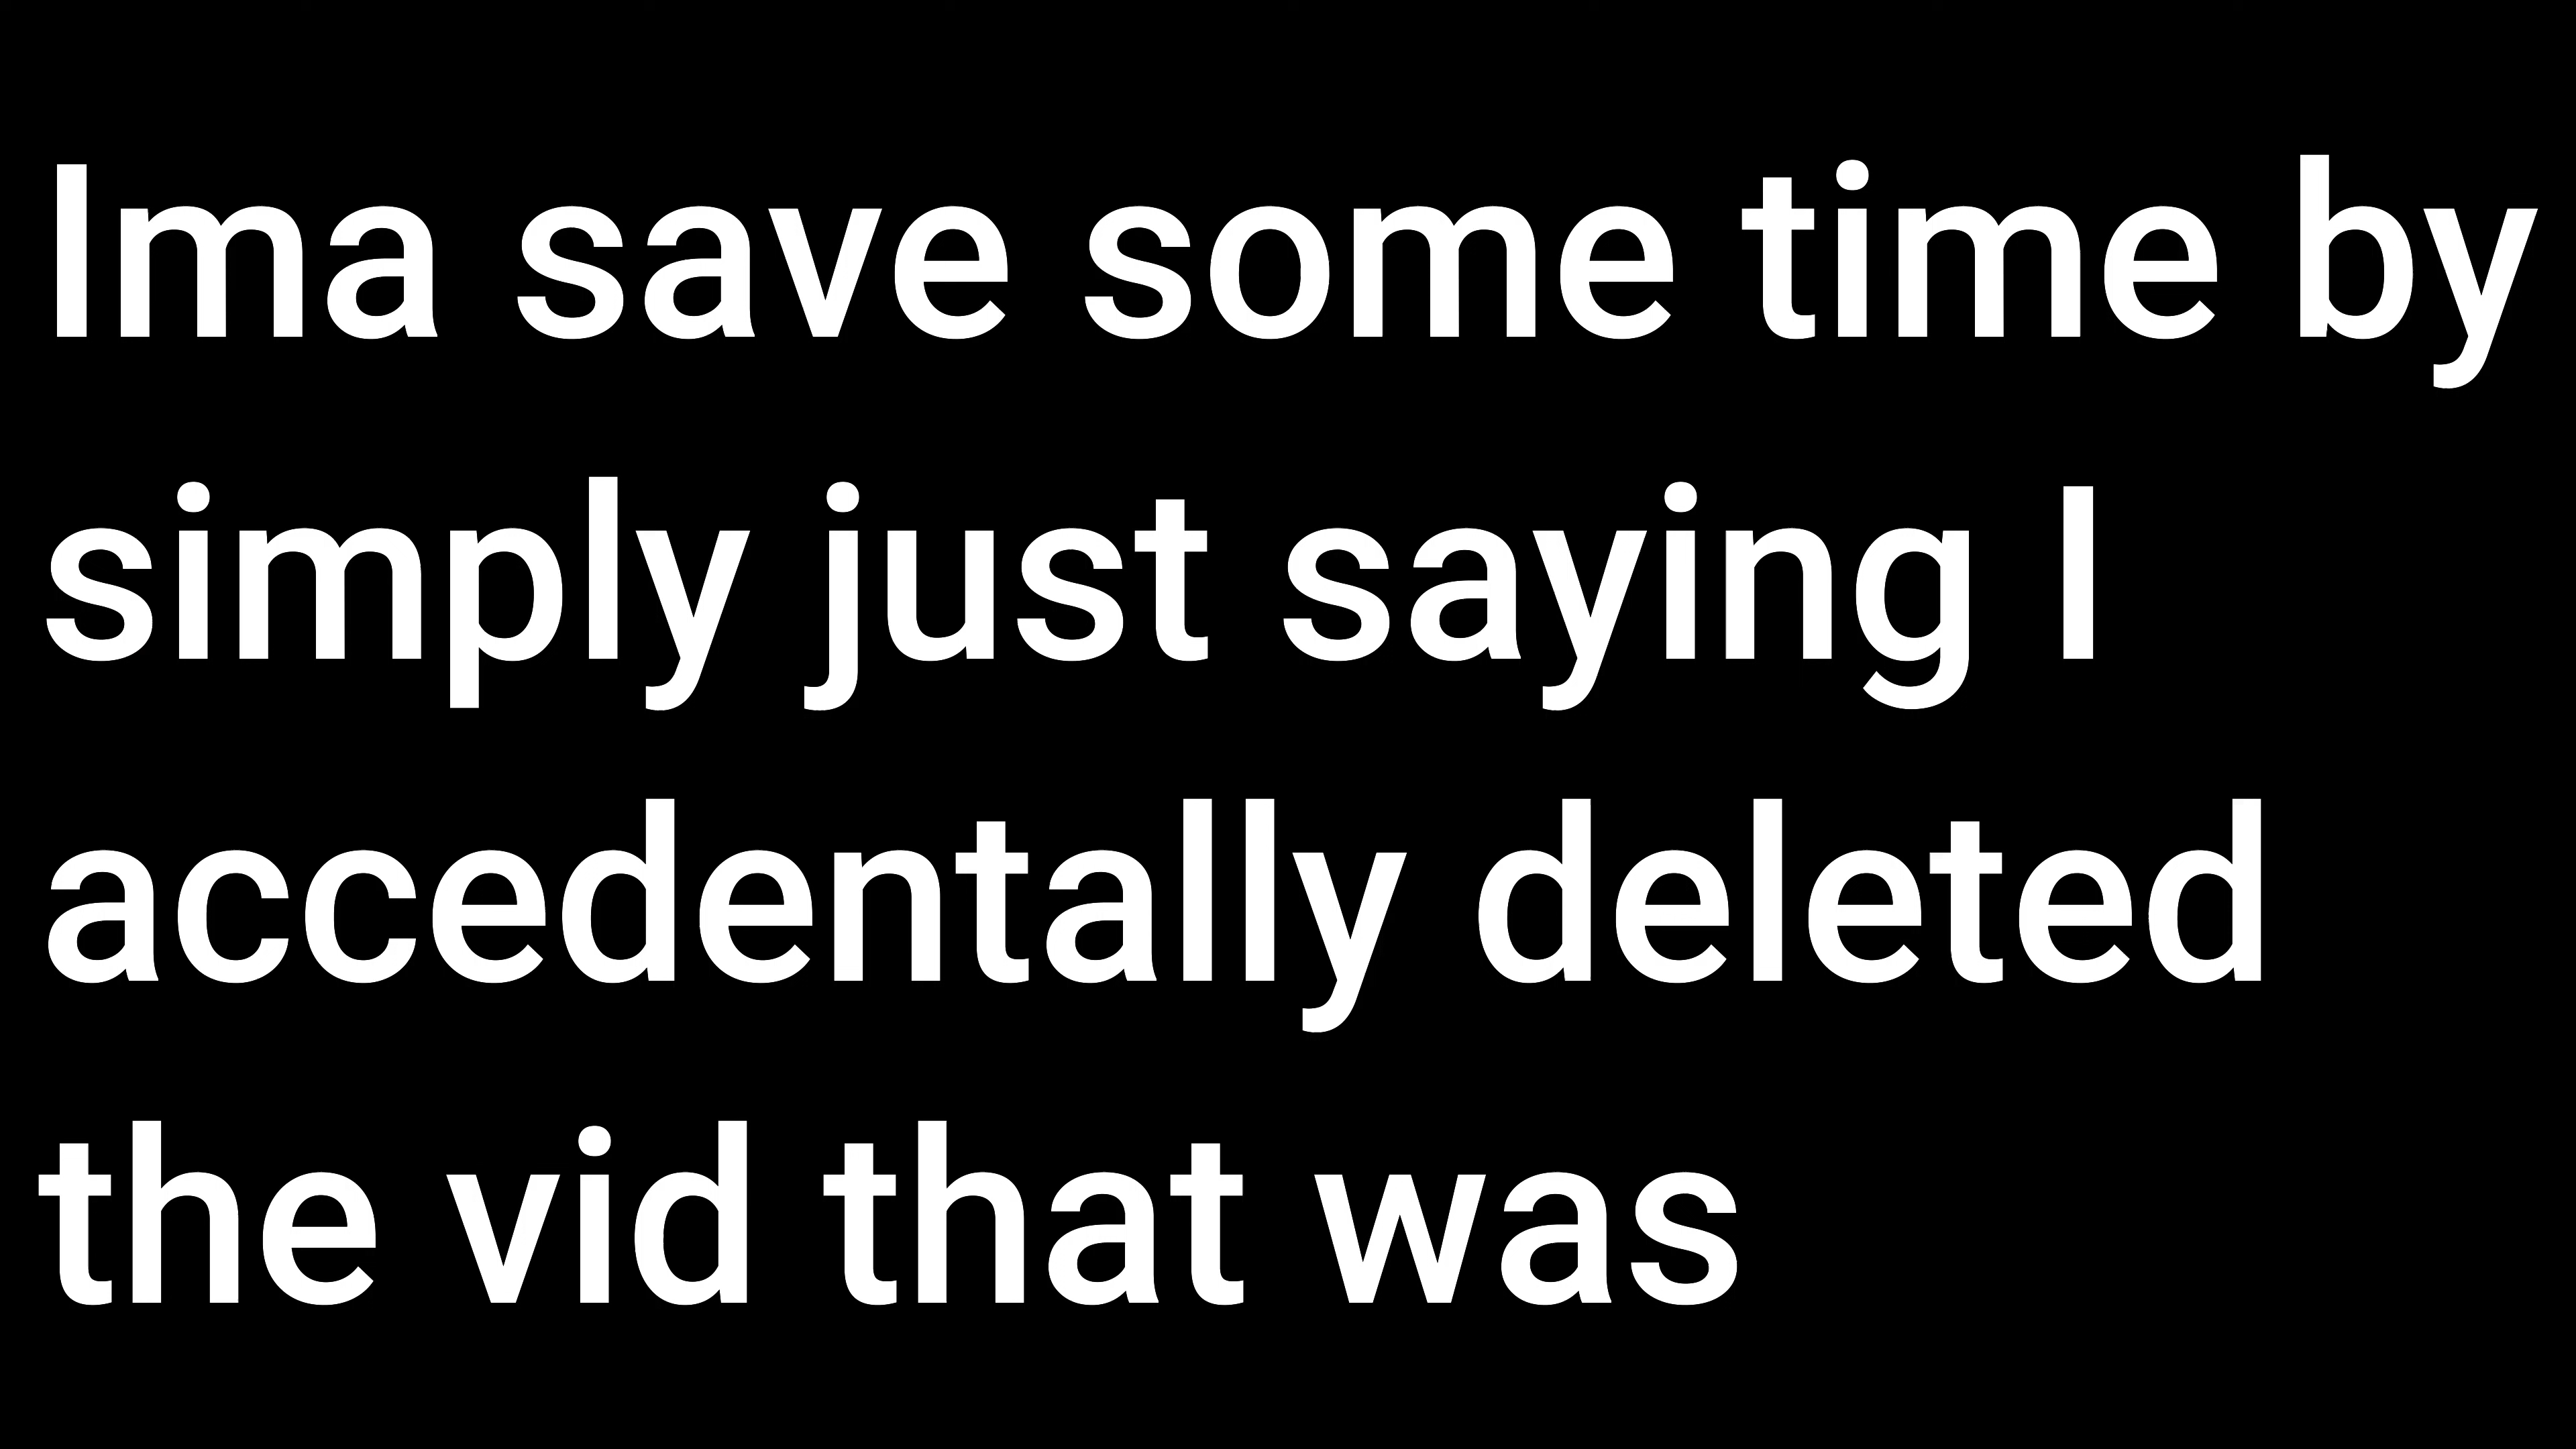 Ima save some time by
simply just saying I
accedentally deleted
the vid that was